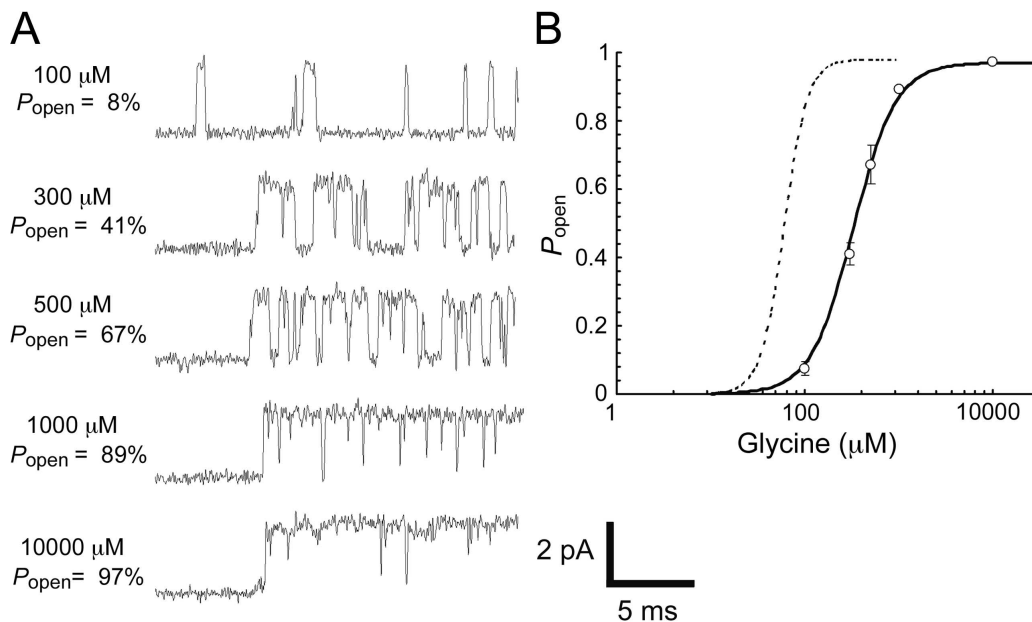 A
100 μM
Popen = 8%
300 μM
Popen = 41%
500 μM
Popen = 67%
1000 μM
Popen = 89%
10000 μM
Popen= 97%
B
1
0.8
0.6
0.4
0.2
0
Popen
1
100
10000
Glycine (μM)
2 pA
5 ms